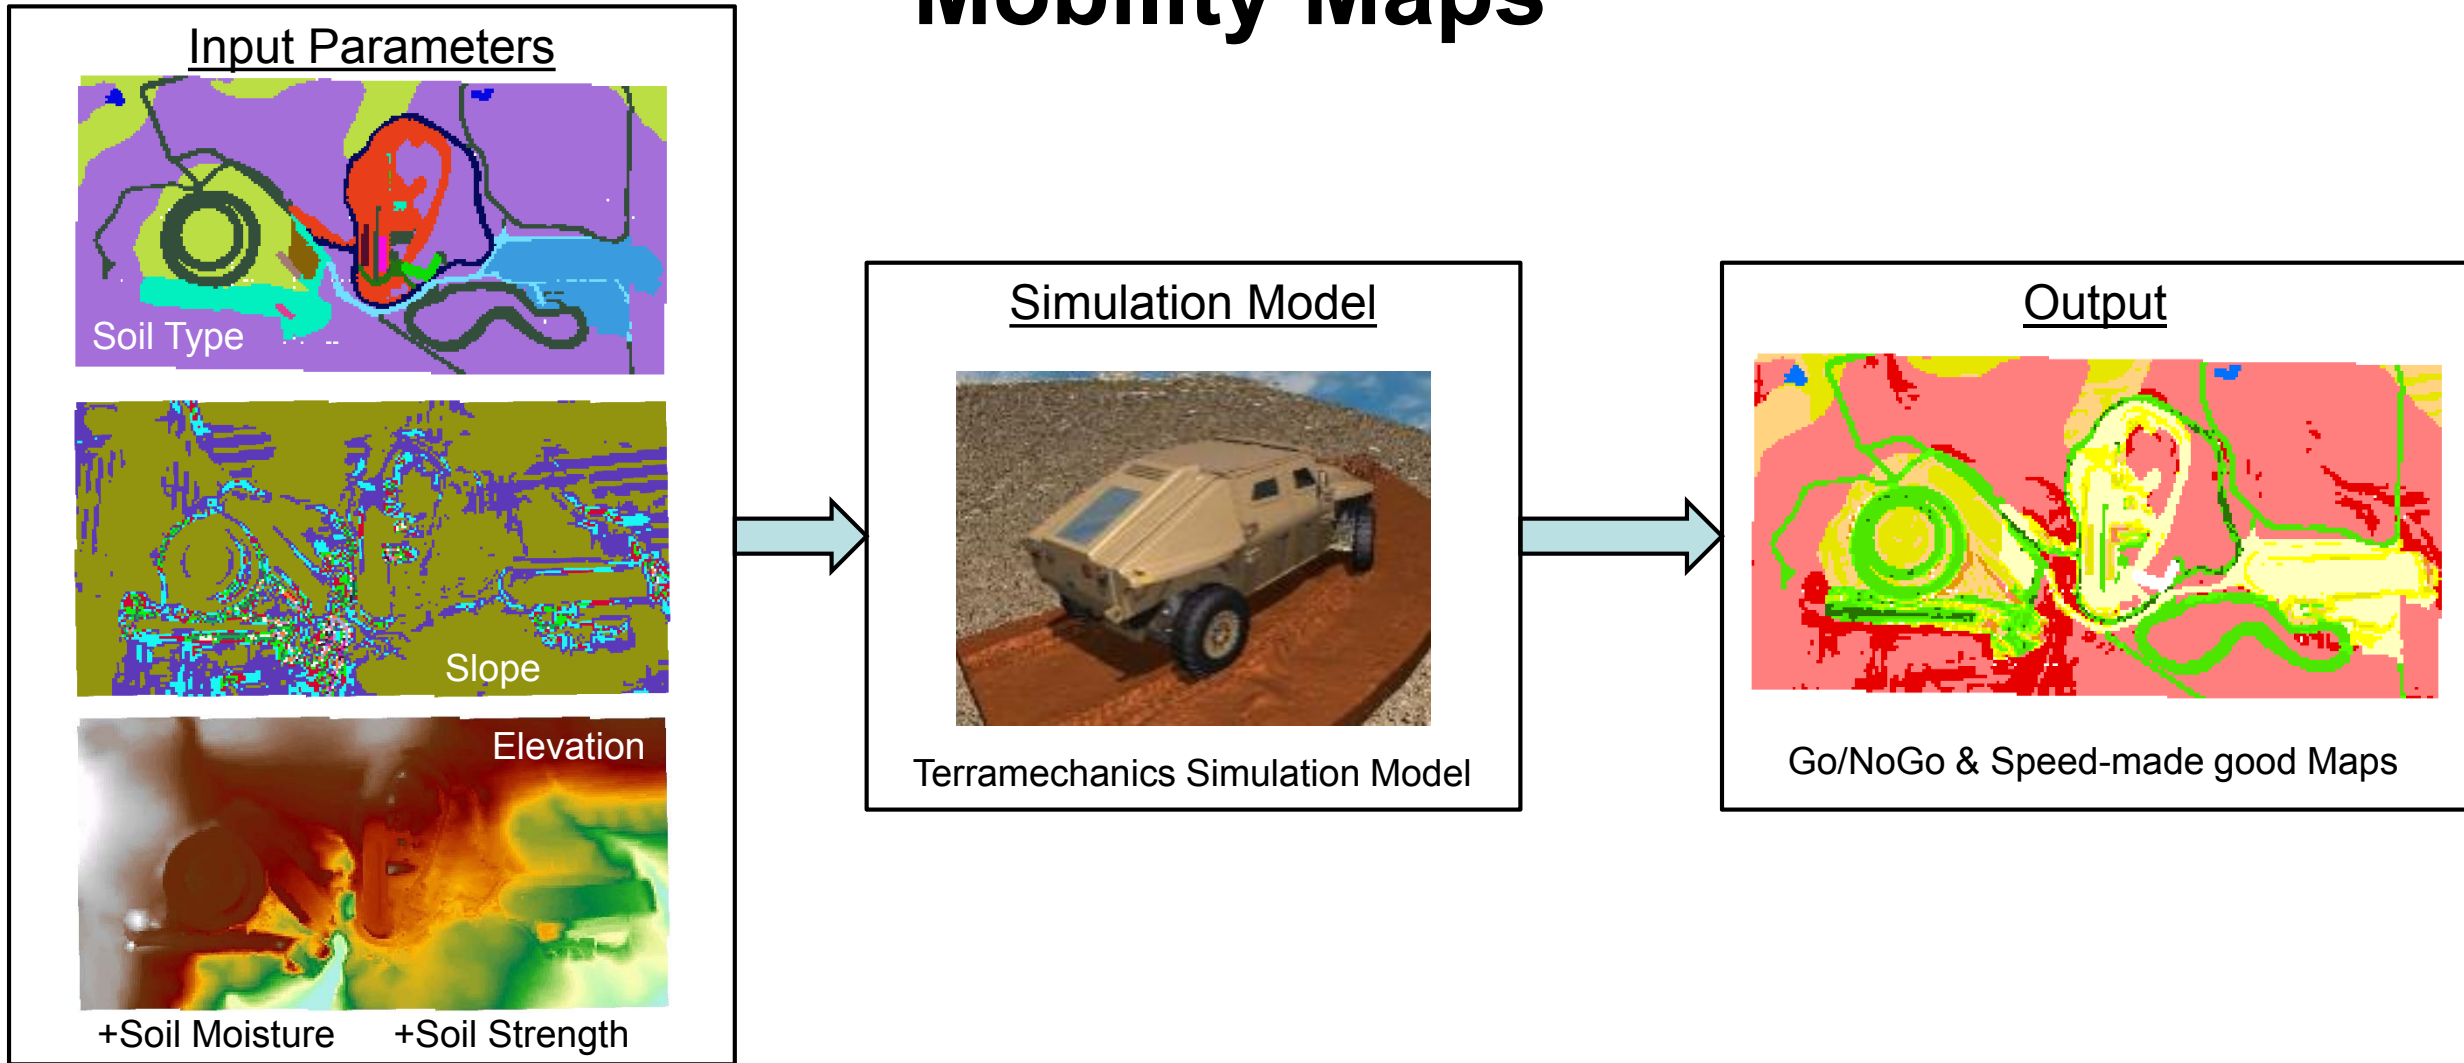 Mobility Maps
Input Parameters
Soil Type
Slope
Elevation
+Soil Moisture +Soil Strength
Simulation Model
Terramechanics Simulation Model
Output
Go/NoGo & Speed-made good Maps